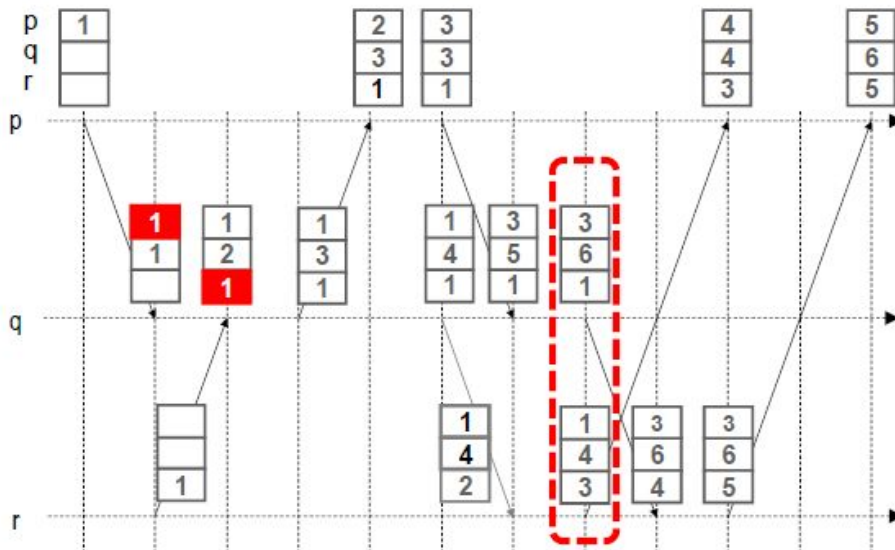 p 1 2 3 4 5
q 3 3 4 6
r 1 1 3 5
p
1 1 1 1 3 3
1 2 3 4 5 6
1 1 1 1 1
q
1 1 3 3
4 4 6 6
1 2 3 4 5
r